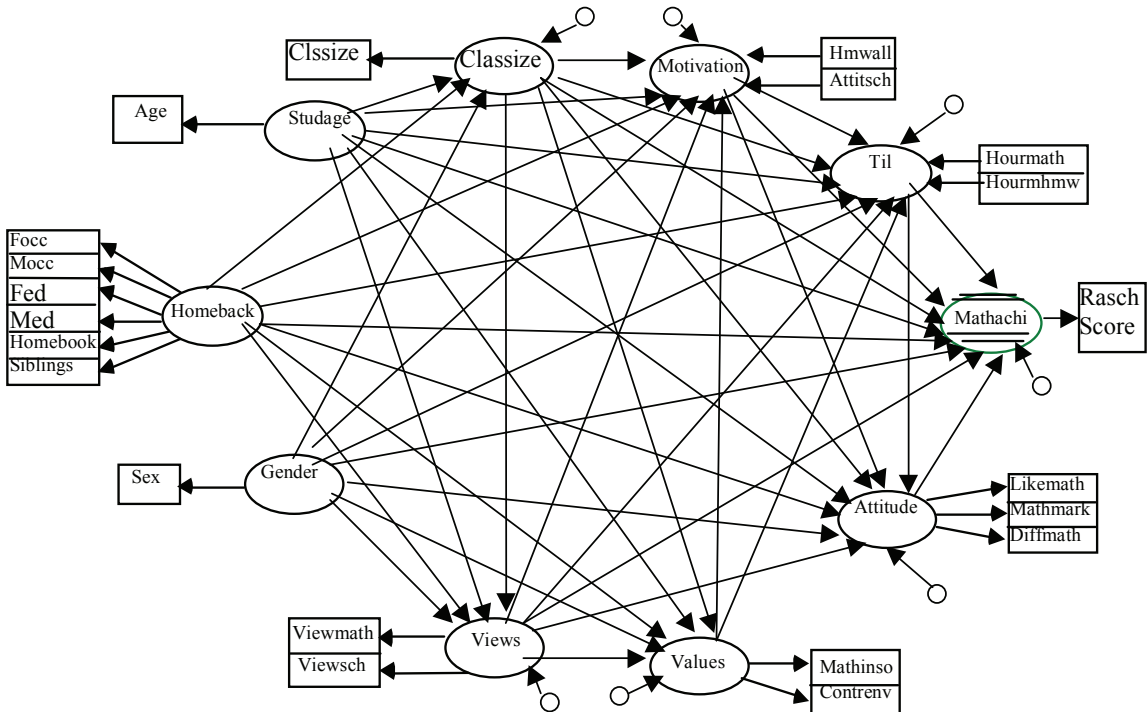 Clssize
Classize
Motivation
Hmwall
Attitsch
Age
Studage
Til
Hourmath
Hourmhmw
Focc
Mocc
Fed
Med
Homebook
Siblings
Homeback
Mathachi
Rasch
Score
Sex
Gender
Attitude
Likemath
Mathmark
Diffmath
Viewmath
Viewsch
Views
Values
Mathinso
Contrenv